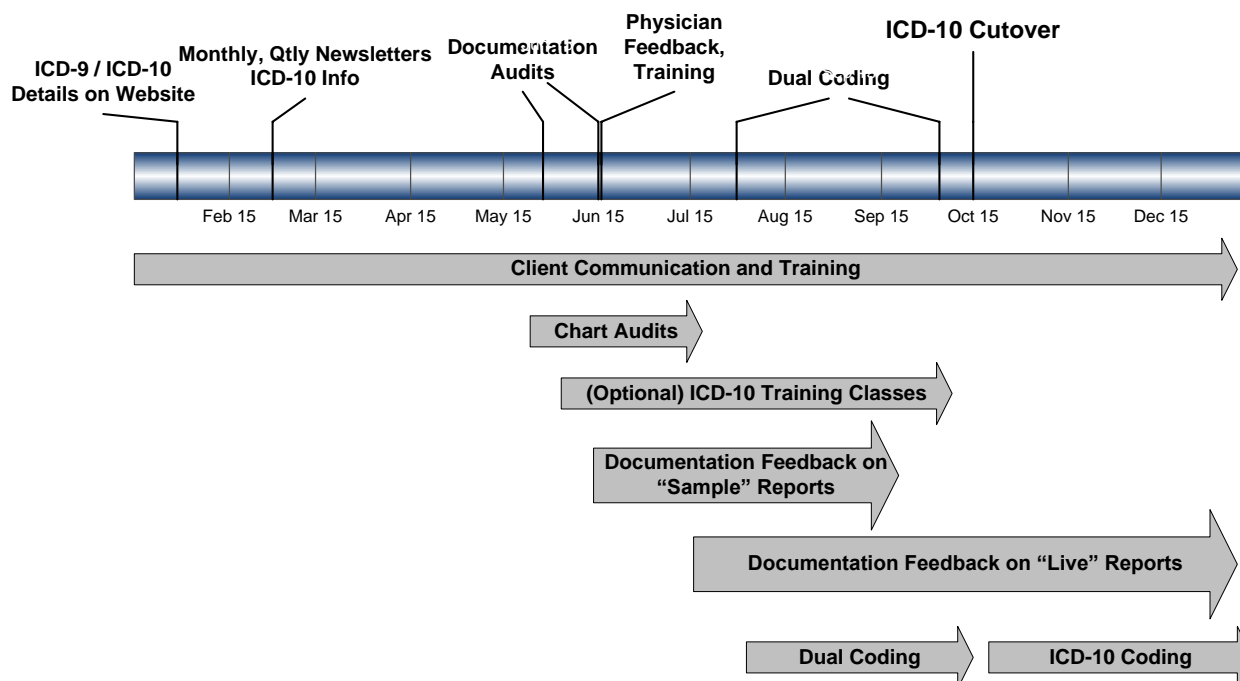 ICD-9 / ICD-10
Details on Website
Monthly, Qtly Newsletters
ICD-10 Info
Documentation
Audits
Physician
Feedback,
Training
Dual Coding
ICD-10 Cutover
Feb 15
Mar 15
Apr 15
May 15
Jun 15
Jul 15
Aug 15
Sep 15
Oct 15
Nov 15
Dec 15
Client Communication and Training
Chart Audits
(Optional) ICD-10 Training Classes
Documentation Feedback on
“Sample” Reports
Documentation Feedback on “Live” Reports
Dual Coding
ICD-10 Coding